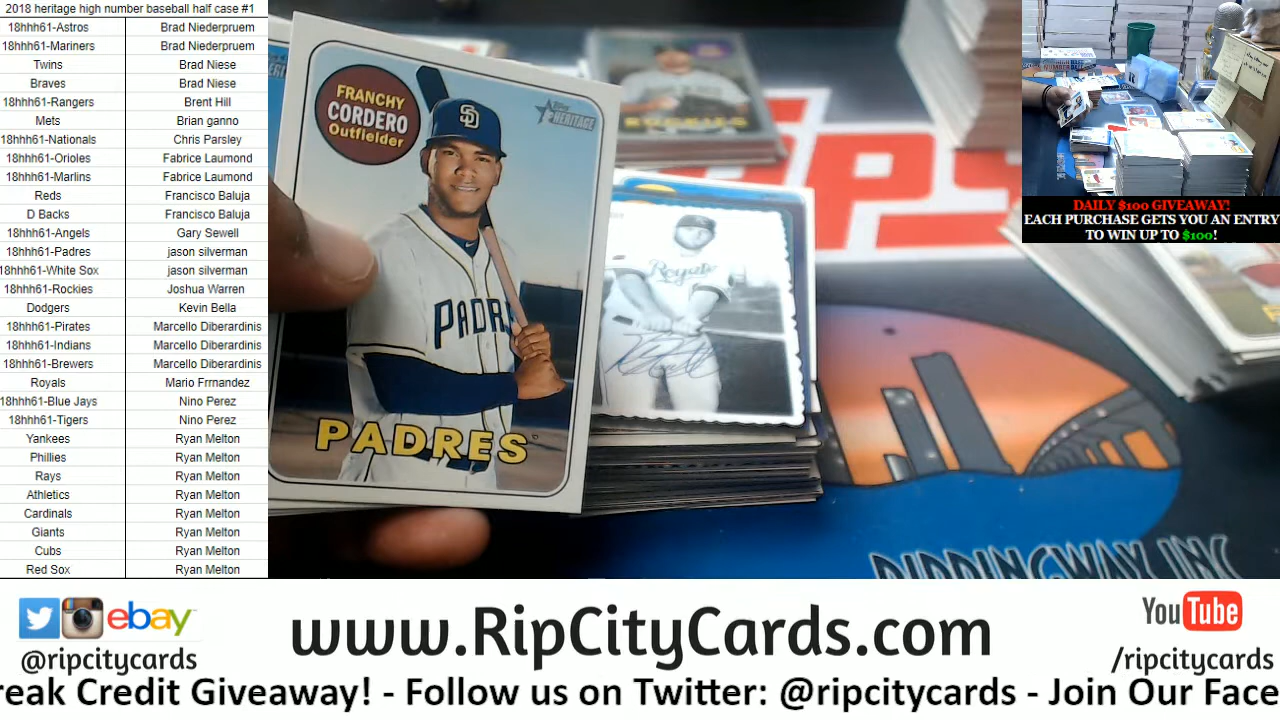 2018 heritage high number baseball half case #1
18hhh61-Astros Brad Niederpruem
18hhh61-Mariners Brad Niederpruem
Twins Brad Niese
Braves Brad Niese
18hhh61-Rangers Brent Hill
Mets Brian ganno
18hhh61-Nationals Chris Parsley
18hhh61-Orioles Fabrice Laumond
18hhh61-Marlins Fabrice Laumond
Reds Francisco Baluja
D Backs Francisco Baluja
18hhh61-Angels Gary Sewell
18hhh61-Padres jason silverman
18hhh61-White Sox jason silverman
18hhh61-Rockies Joshua Warren
Dodgers Kevin Bella
18hhh61-Pirates Marcello Diberardinis
18hhh61-Indians Marcello Diberardinis
18hhh61-Brewers Marcello Diberardinis
Royals Mario Frrnandez
18hhh61-Blue Jays Nino Perez
18hhh61-Tigers Nino Perez
Yankees Ryan Melton
Phillies Ryan Melton
Rays Ryan Melton
Athletics Ryan Melton
Cardinals Ryan Melton
Giants Ryan Melton
Cubs Ryan Melton
Red Sox Ryan Melton
FRANCHY
CORDERO
Outfielder
Topps
HERITAGE
SD
PADR
PADRES
ROCKIES
Royals
RIPPINGWAX INC
DAILY $100 GIVEAWAY!
EACH PURCHASE GETS YOU AN ENTRY
TO WIN UP TO $100!
ebay
@ripcitycards
www.RipCityCards.com
YouTube
/ripcitycards
reak Credit Giveaway! - Follow us on Twitter: @ripcitycards - Join Our Face